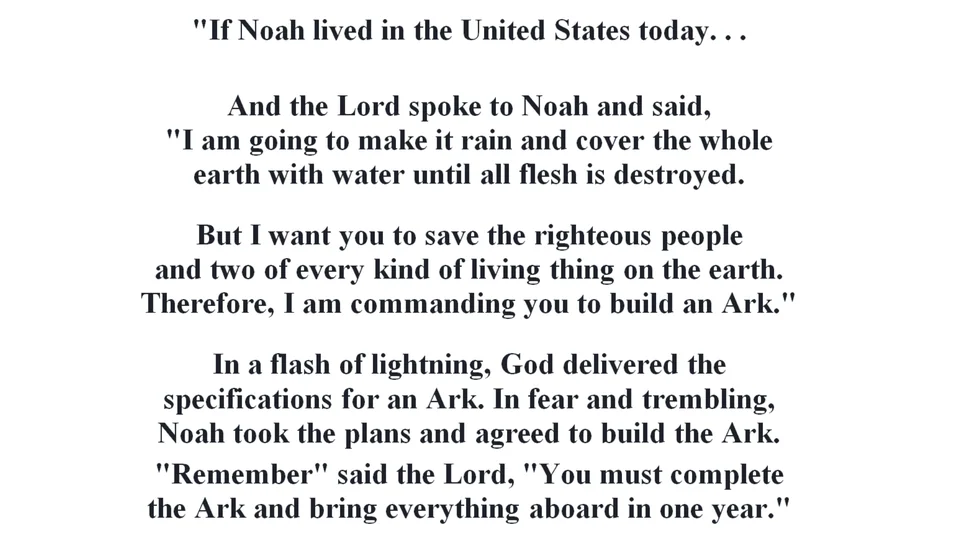 "If Noah lived in the United States today. . .
And the Lord spoke to Noah and said,
"I am going to make it rain and cover the whole
earth with water until all flesh is destroyed.
But I want you to save the righteous people
and two of every kind of living thing on the earth.
Therefore, I am commanding you to build an Ark."
In a flash of lightning, God delivered the
specifications for an Ark. In fear and trembling,
Noah took the plans and agreed to build the Ark.
"Remember" said the Lord, "You must complete
the Ark and bring everything aboard in one year."